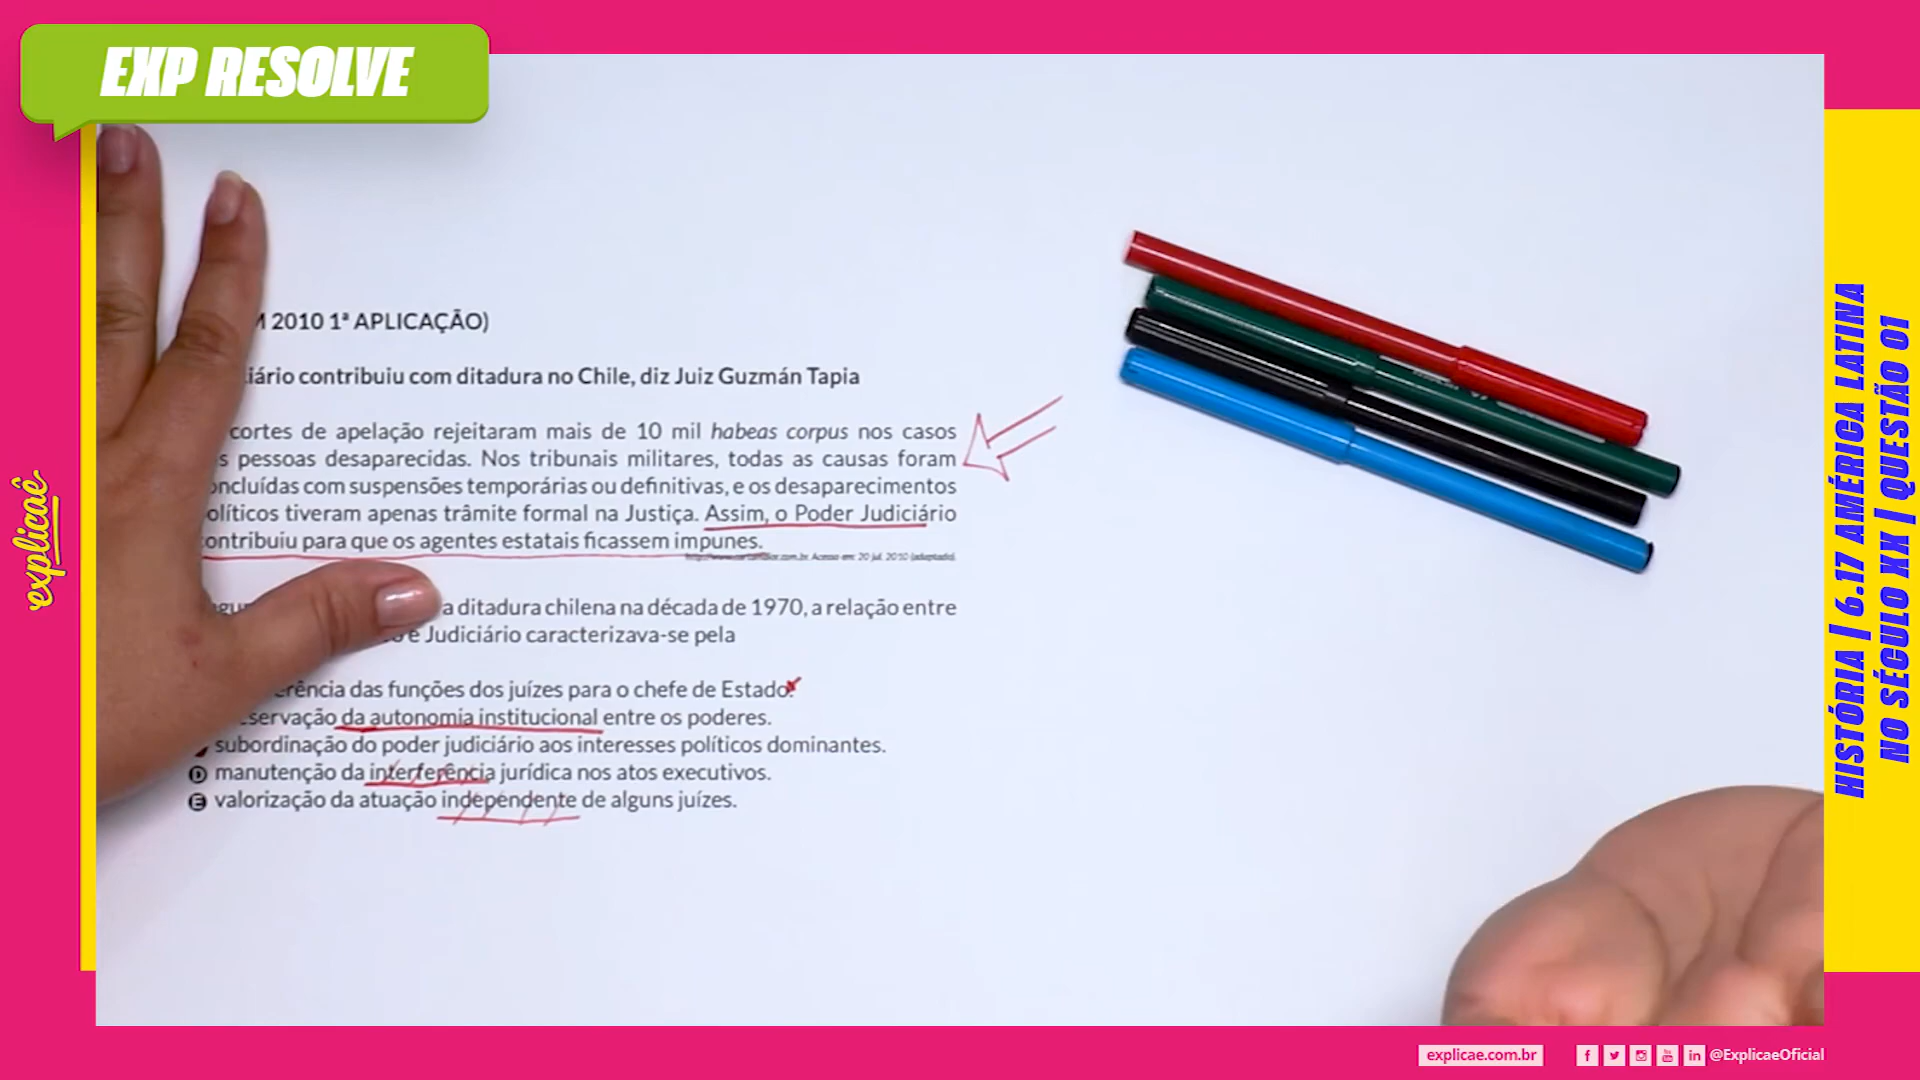 EXP RESOLVE
2010 1ª APLICAÇÃO)
contribuiu com ditadura no Chile, diz Juiz Guzmán Tapia
cortes de apelação rejeitaram mais de 10 mil habeas corpus nos casos
pessoas desaparecidas. Nos tribunais militares, todas as causas foram
com suspensões temporárias ou definitivas, e os desaparecimentos
tiveram apenas trâmite formal na Justiça. Assim, o Poder Judiciário
para que os agentes estatais ficassem impunes.
Acesso em: 20 jul. 2010 (adaptado).
a ditadura chilena na década de 1970, a relação entre
e Judiciário caracterizava-se pela
das funções dos juízes para o chefe de Estado.
da autonomia institucional entre os poderes.
subordinação do poder judiciário aos interesses políticos dominantes.
D manutenção da interferência jurídica nos atos executivos.
E valorização da atuação independente de alguns juízes.
explicaê
HISTÓRIA | 6.17 AMÉRICA LATINA
NO SÉCULO XX | QUESTÃO 01
explicae.com.br
@ExplicaeOficial